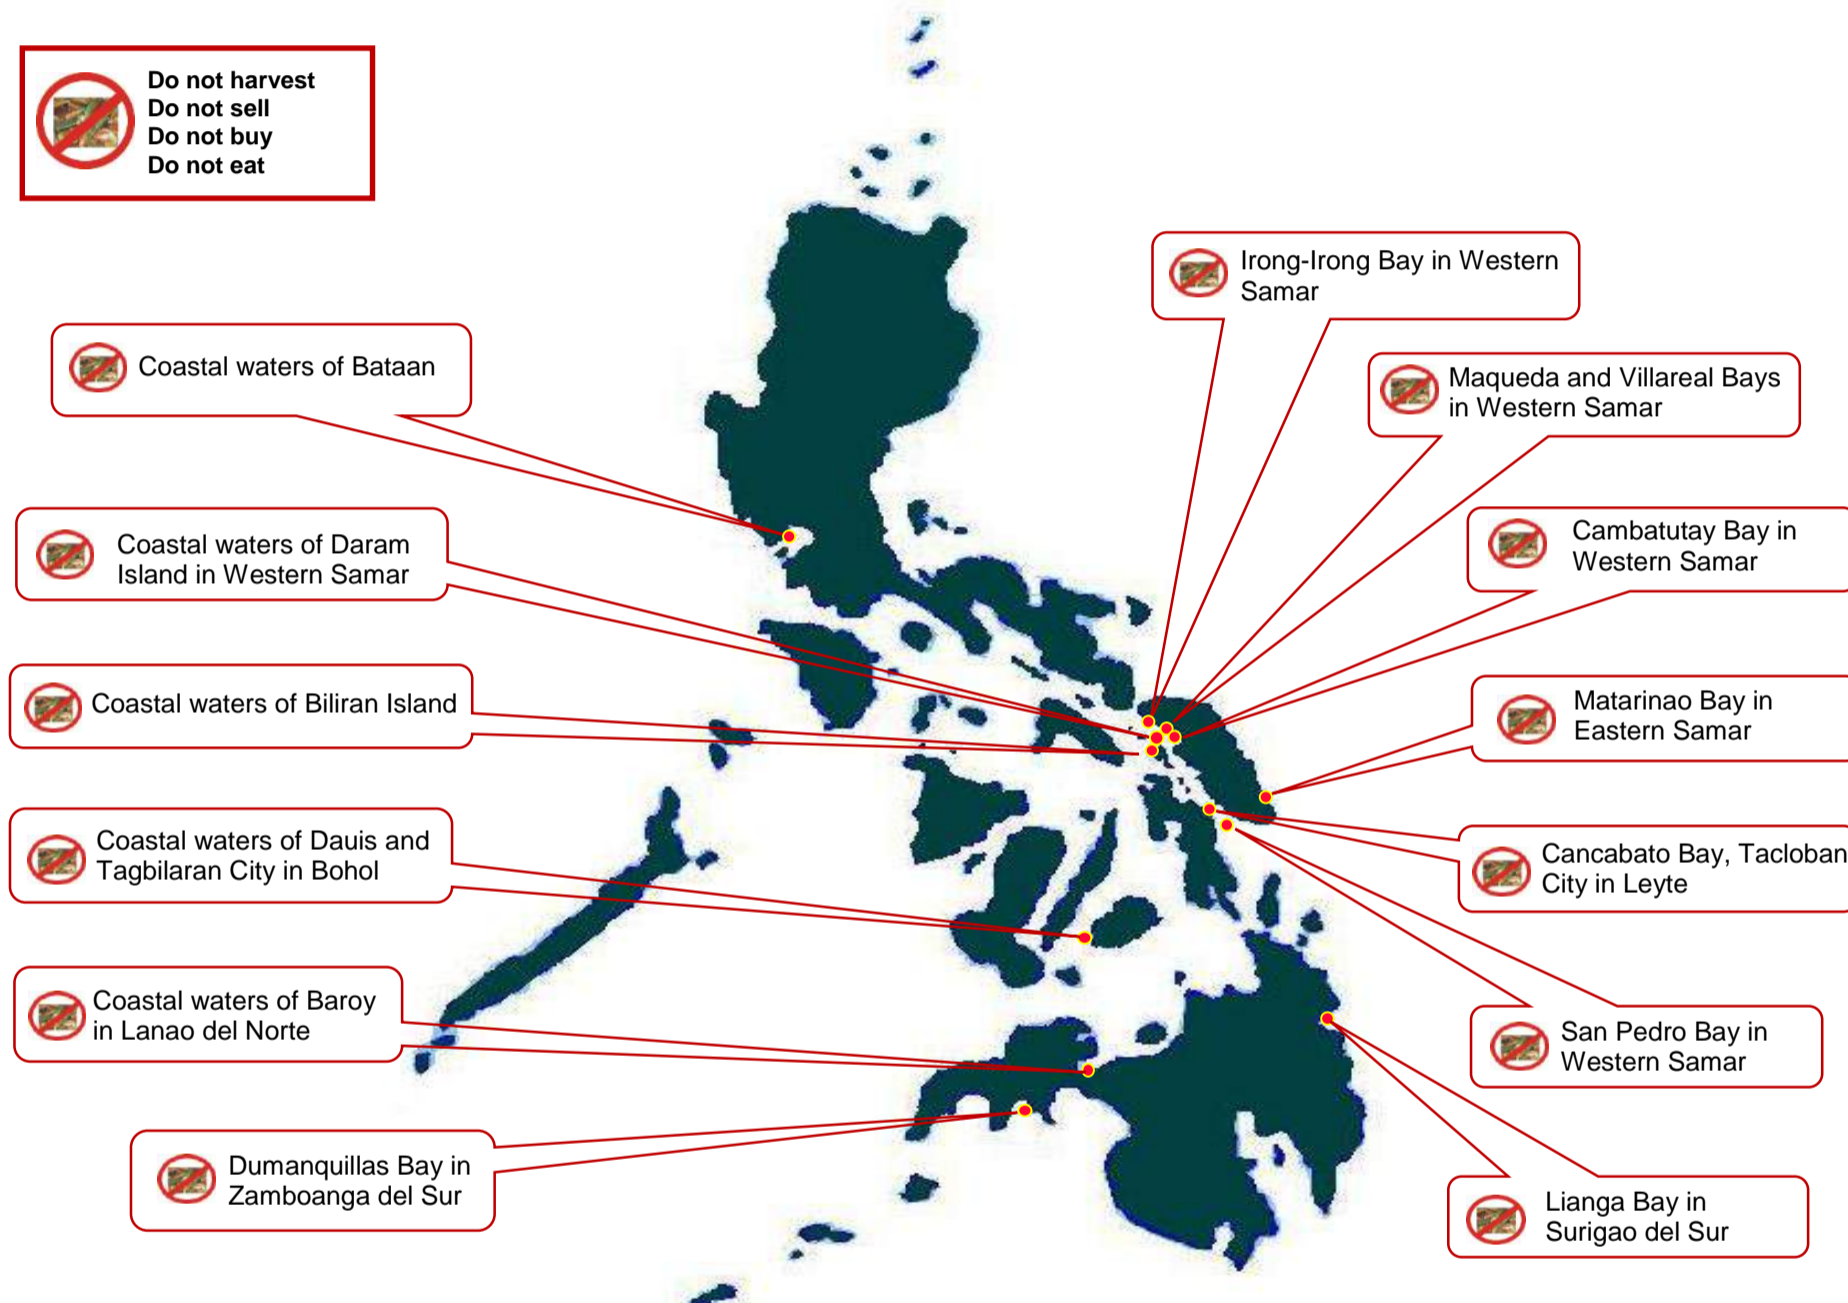 Do not harvest
Do not sell
Do not buy
Do not eat
Irong-Irong Bay in Western
Samar
Coastal waters of Bataan
Maqueda and Villareal Bays
in Western Samar
Coastal waters of Daram
Island in Western Samar
Cambatutay Bay in
Western Samar
Coastal waters of Biliran Island
Matarinao Bay in
Eastern Samar
Coastal waters of Dauis and
Tagbilaran City in Bohol
Cancabato Bay, Tacloban
City in Leyte
Coastal waters of Baroy
in Lanao del Norte
San Pedro Bay in
Western Samar
Dumanquillas Bay in
Zamboanga del Sur
Lianga Bay in
Surigao del Sur